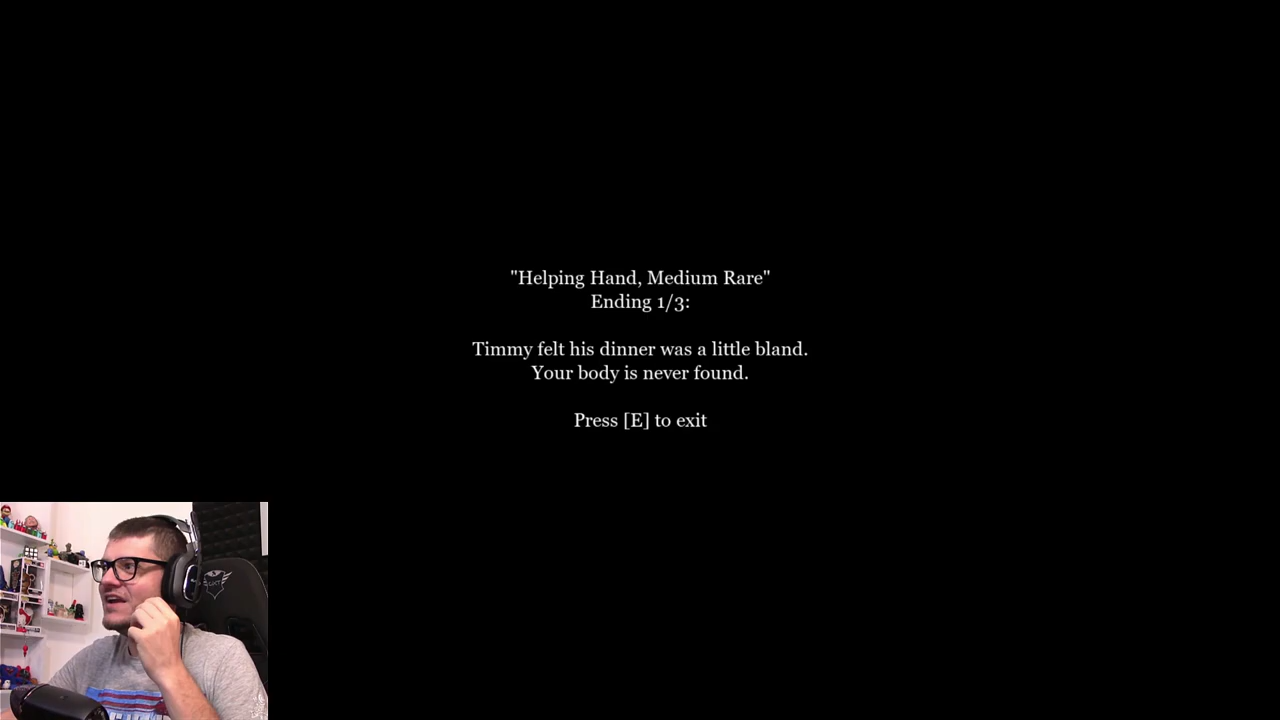 "Helping Hand, Medium Rare"
Ending 1/3:
Timmy felt his dinner was a little bland.
Your body is never found.
Press [E] to exit